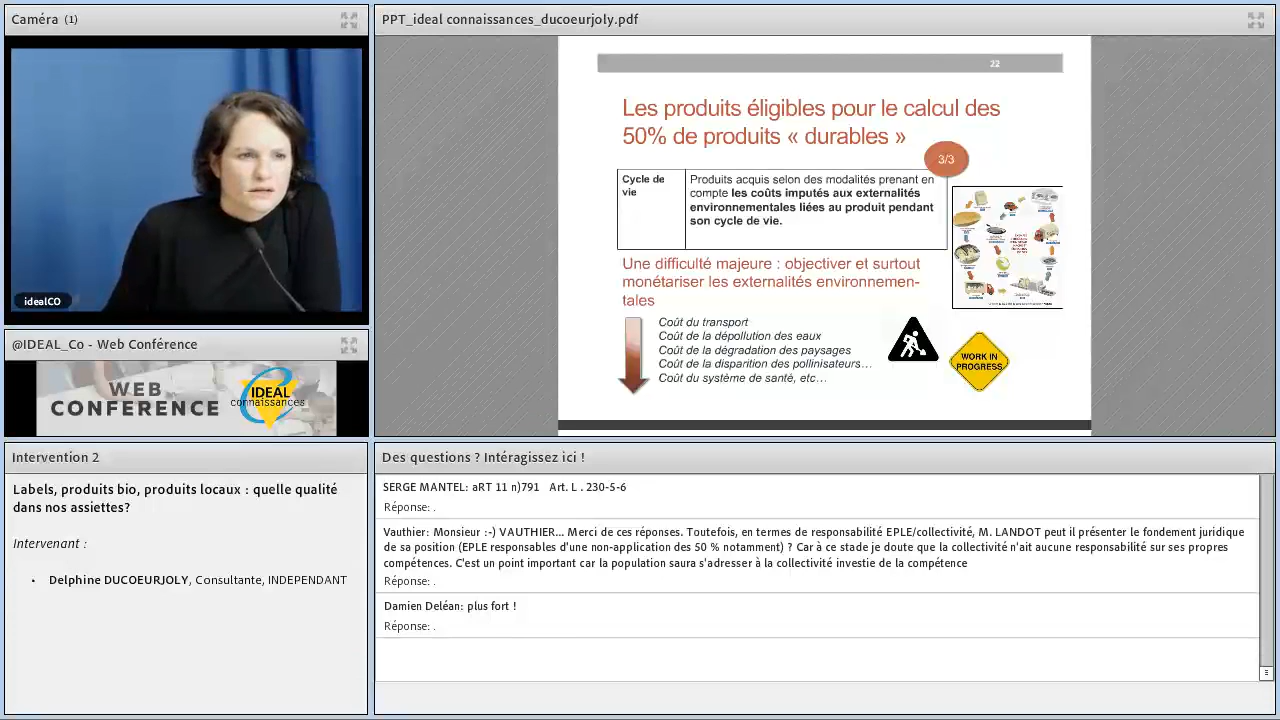 Caméra (1)
idealCO
@IDEAL_Co - Web Conférence
WEB
CONFERENCE
IDEAL
connaissances
Intervention 2
Labels, produits bio, produits locaux : quelle qualité
dans nos assiettes?
Intervenant :
• Delphine DUCOEURJOLY, Consultante, INDEPENDANT
PPT_ideal connaissances_ducoeurjoly.pdf
22
Les produits éligibles pour le calcul des
50% de produits « durables »
3/3
Cycle de
vie
Produits acquis selon des modalités prenant en
compte les coûts imputés aux externalités
environnementales liées au produit pendant
son cycle de vie.
Une difficulté majeure : objectiver et surtout
monétariser les externalités environnemen-
tales
Coût du transport
Coût de la dépollution des eaux
Coût de la dégradation des paysages
Coût de la disparition des pollinisateurs…
Coût du système de santé, etc…
WORK IN
PROGRESS
Des questions ? Intéragissez ici !
SERGE MANTEL: aRT 11 n)791 Art. L . 230-5-6
Réponse: .
Vauthier: Monsieur :-) VAUTHIER... Merci de ces réponses. Toutefois, en termes de responsabilité EPLE/collectivité, M. LANDOT peut il présenter le fondement juridique
de sa position (EPLE responsables d'une non-application des 50 % notamment) ? Car à ce stade je doute que la collectivité n'ait aucune responsabilité sur ses propres
compétences. C'est un point important car la population saura s'adresser à la collectivité investie de la compétence
Réponse: .
Damien Deléan: plus fort !
Réponse: .